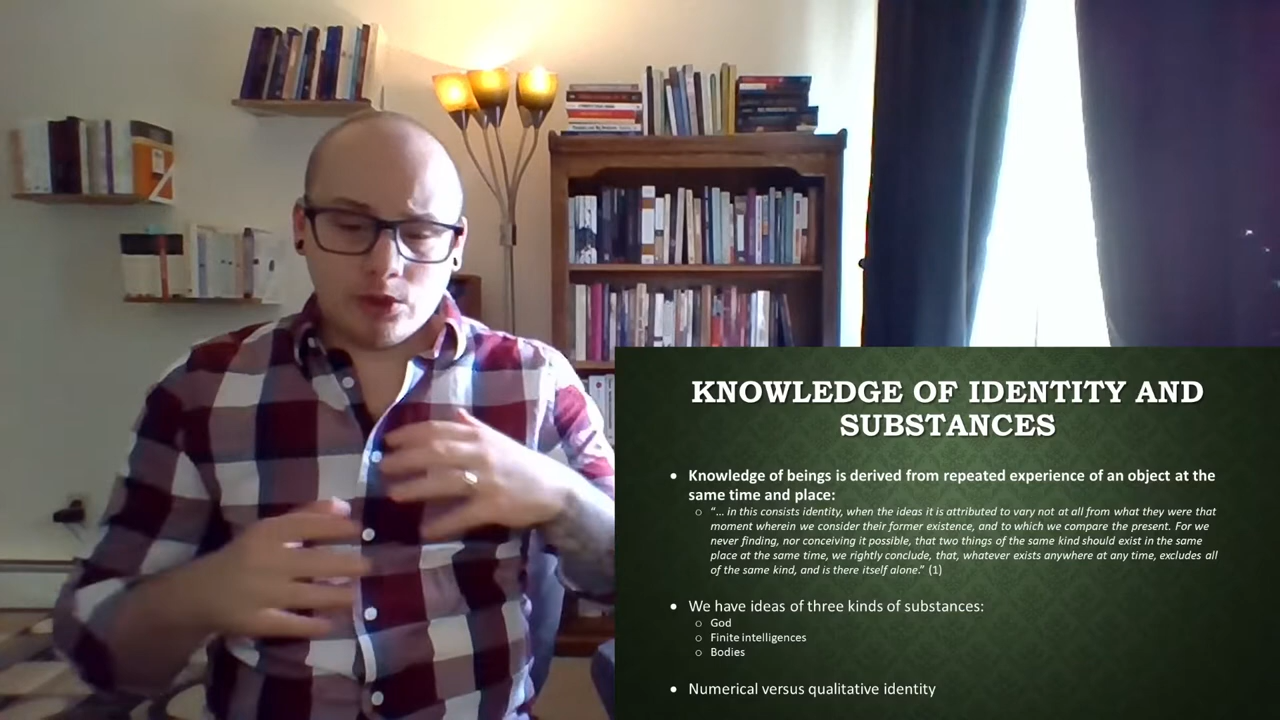 KNOWLEDGE OF IDENTITY AND
SUBSTANCES
• Knowledge of beings is derived from repeated experience of an object at the
same time and place:
○ "... in this consists identity, when the ideas it is attributed to vary not at all from what they were that
moment wherein we consider their former existence, and to which we compare the present. For we
never finding, nor conceiving it possible, that two things of the same kind should exist in the same
place at the same time, we rightly conclude, that, whatever exists anywhere at any time, excludes all
of the same kind, and is there itself alone." (1)
• We have ideas of three kinds of substances:
○ God
○ Finite intelligences
○ Bodies
• Numerical versus qualitative identity